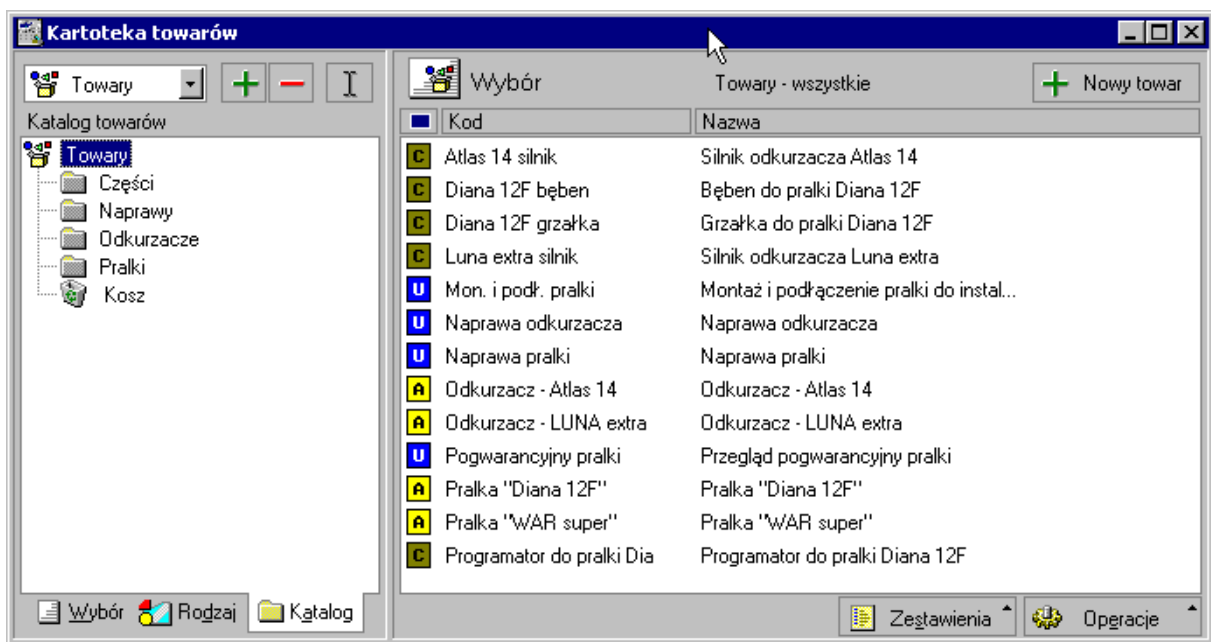 Kartoteka towarów
Towary
Katalog towarów
Towary
Części
Naprawy
Odkurzacze
Pralki
Kosz
Wybór Rodzaj Katalog
Wybór Towary - wszystkie Nowy towar
Kod Nazwa
C Atlas 14 silnik Silnik odkurzacza Atlas 14
C Diana 12F bęben Bęben do pralki Diana 12F
C Diana 12F grzałka Grzałka do pralki Diana 12F
C Luna extra silnik Silnik odkurzacza Luna extra
U Mon. i podł. pralki Montaż i podłączenie pralki do instal...
U Naprawa odkurzacza Naprawa odkurzacza
U Naprawa pralki Naprawa pralki
A Odkurzacz - Atlas 14 Odkurzacz - Atlas 14
A Odkurzacz - LUNA extra Odkurzacz - LUNA extra
U Pogwarancyjny pralki Przegląd pogwarancyjny pralki
A Pralka "Diana 12F" Pralka "Diana 12F"
A Pralka "WAR super" Pralka "WAR super"
C Programator do pralki Dia Programator do pralki Diana 12F
Zestawienia Operacje